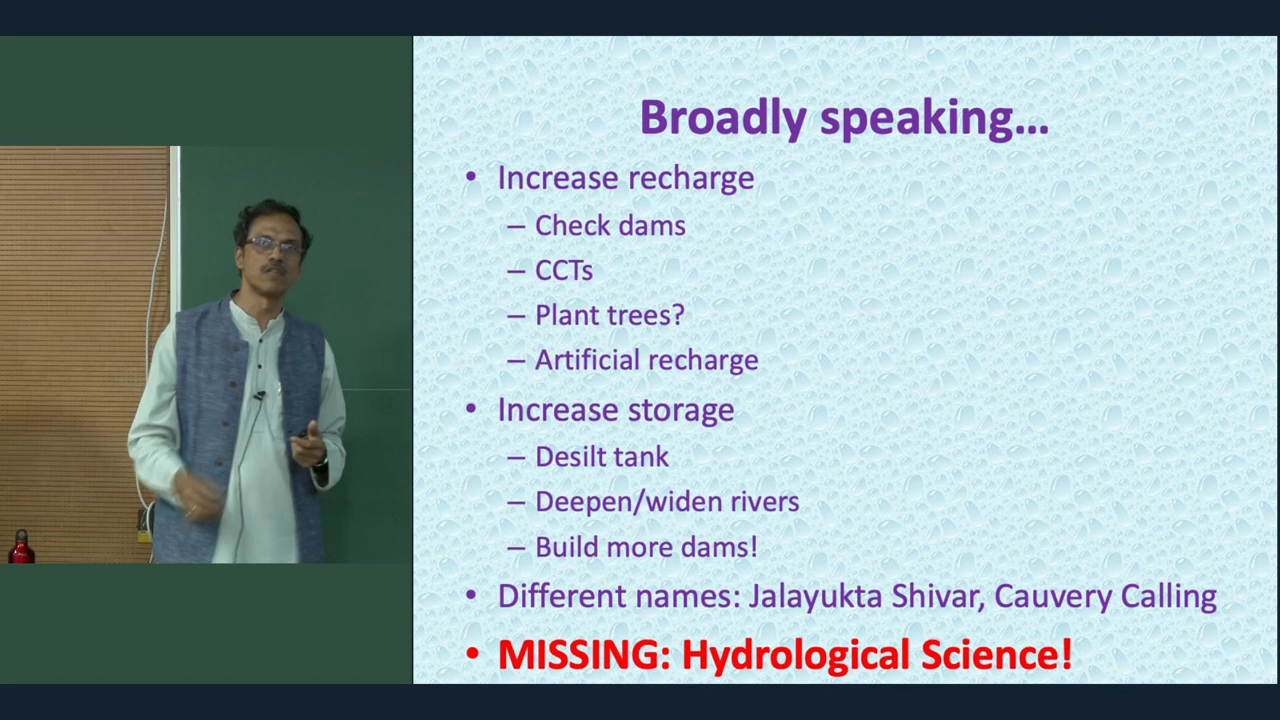 Broadly speaking...
• Increase recharge
– Check dams
– CCTs
– Plant trees?
– Artificial recharge
• Increase storage
– Desilt tank
– Deepen/widen rivers
– Build more dams!
• Different names: Jalayukta Shivar, Cauvery Calling
• MISSING: Hydrological Science!